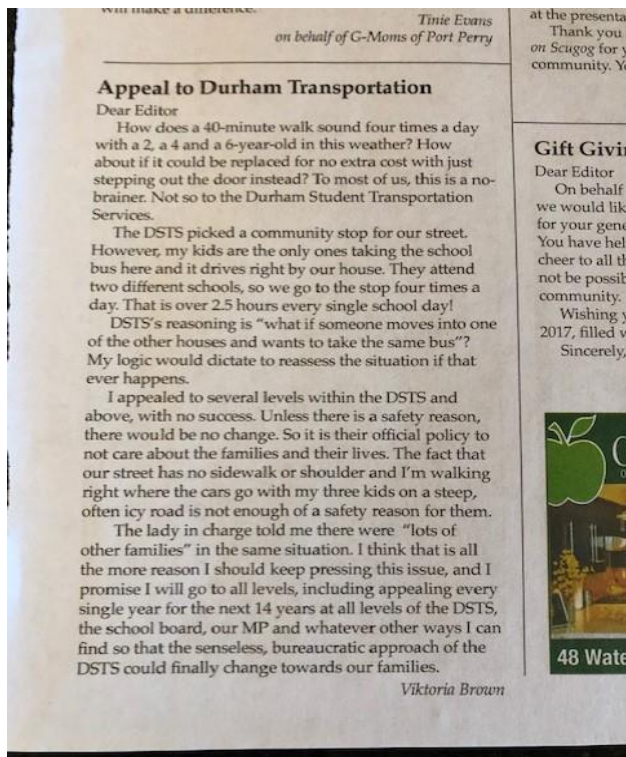 will make a difference.
Tinie Evans
on behalf of G-Moms of Port Perry
Appeal to Durham Transportation
Dear Editor
How does a 40-minute walk sound four times a day
with a 2, a 4 and a 6-year-old in this weather? How
about if it could be replaced for no extra cost with just
stepping out the door instead? To most of us, this is a no-
brainer. Not so to the Durham Student Transportation
Services.
The DSTS picked a community stop for our street.
However, my kids are the only ones taking the school
bus here and it drives right by our house. They attend
two different schools, so we go to the stop four times a
day. That is over 2.5 hours every single school day!
DSTS's reasoning is “what if someone moves into one
of the other houses and wants to take the same bus”?
My logic would dictate to reassess the situation if that
ever happens.
I appealed to several levels within the DSTS and
above, with no success. Unless there is a safety reason,
there would be no change. So it is their official policy to
not care about the families and their lives. The fact that
our street has no sidewalk or shoulder and I'm walking
right where the cars go with my three kids on a steep,
often icy road is not enough of a safety reason for them.
The lady in charge told me there were “lots of
other families” in the same situation. I think that is all
the more reason I should keep pressing this issue, and I
promise I will go to all levels, including appealing every
single year for the next 14 years at all levels of the DSTS,
the school board, our MP and whatever other ways I can
find so that the senseless, bureaucratic approach of the
DSTS could finally change towards our families.
Viktoria Brown
at the
Thank you
on Scugog for
community.
Gift
Dear Editor
On behalf
we would
for your
You have
cheer to all
not be
community.
Wishing
2017, filled
Sincerely,
48